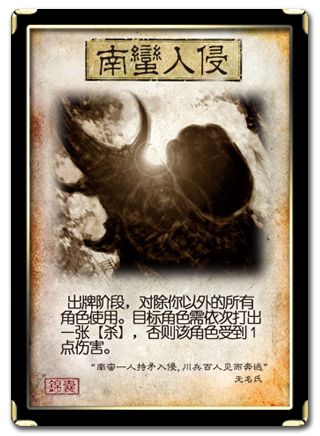 南蠻入侵
出牌阶段，对除你以外的所有
角色使用。目标角色需依次打出
一张【杀】，否则该角色受到1
点伤害。
“南蛮一人持矛入侵，川兵百人见而奔逃”
无名氏
錦囊